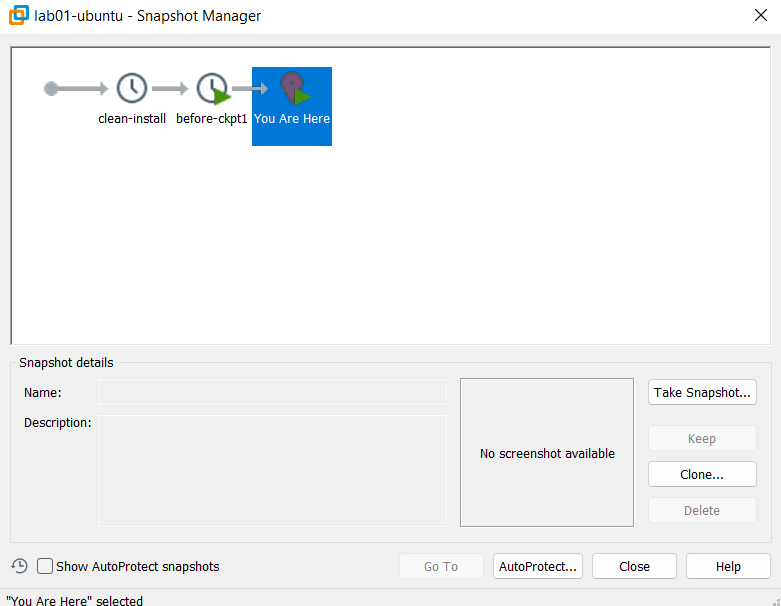 lab01-ubuntu - Snapshot Manager
clean-install before-ckpt1 You Are Here
Snapshot details
Name:
Description:
No screenshot available
Take Snapshot...
Keep
Clone...
Delete
Show AutoProtect snapshots
Go To
AutoProtect...
Close
Help
"You Are Here" selected